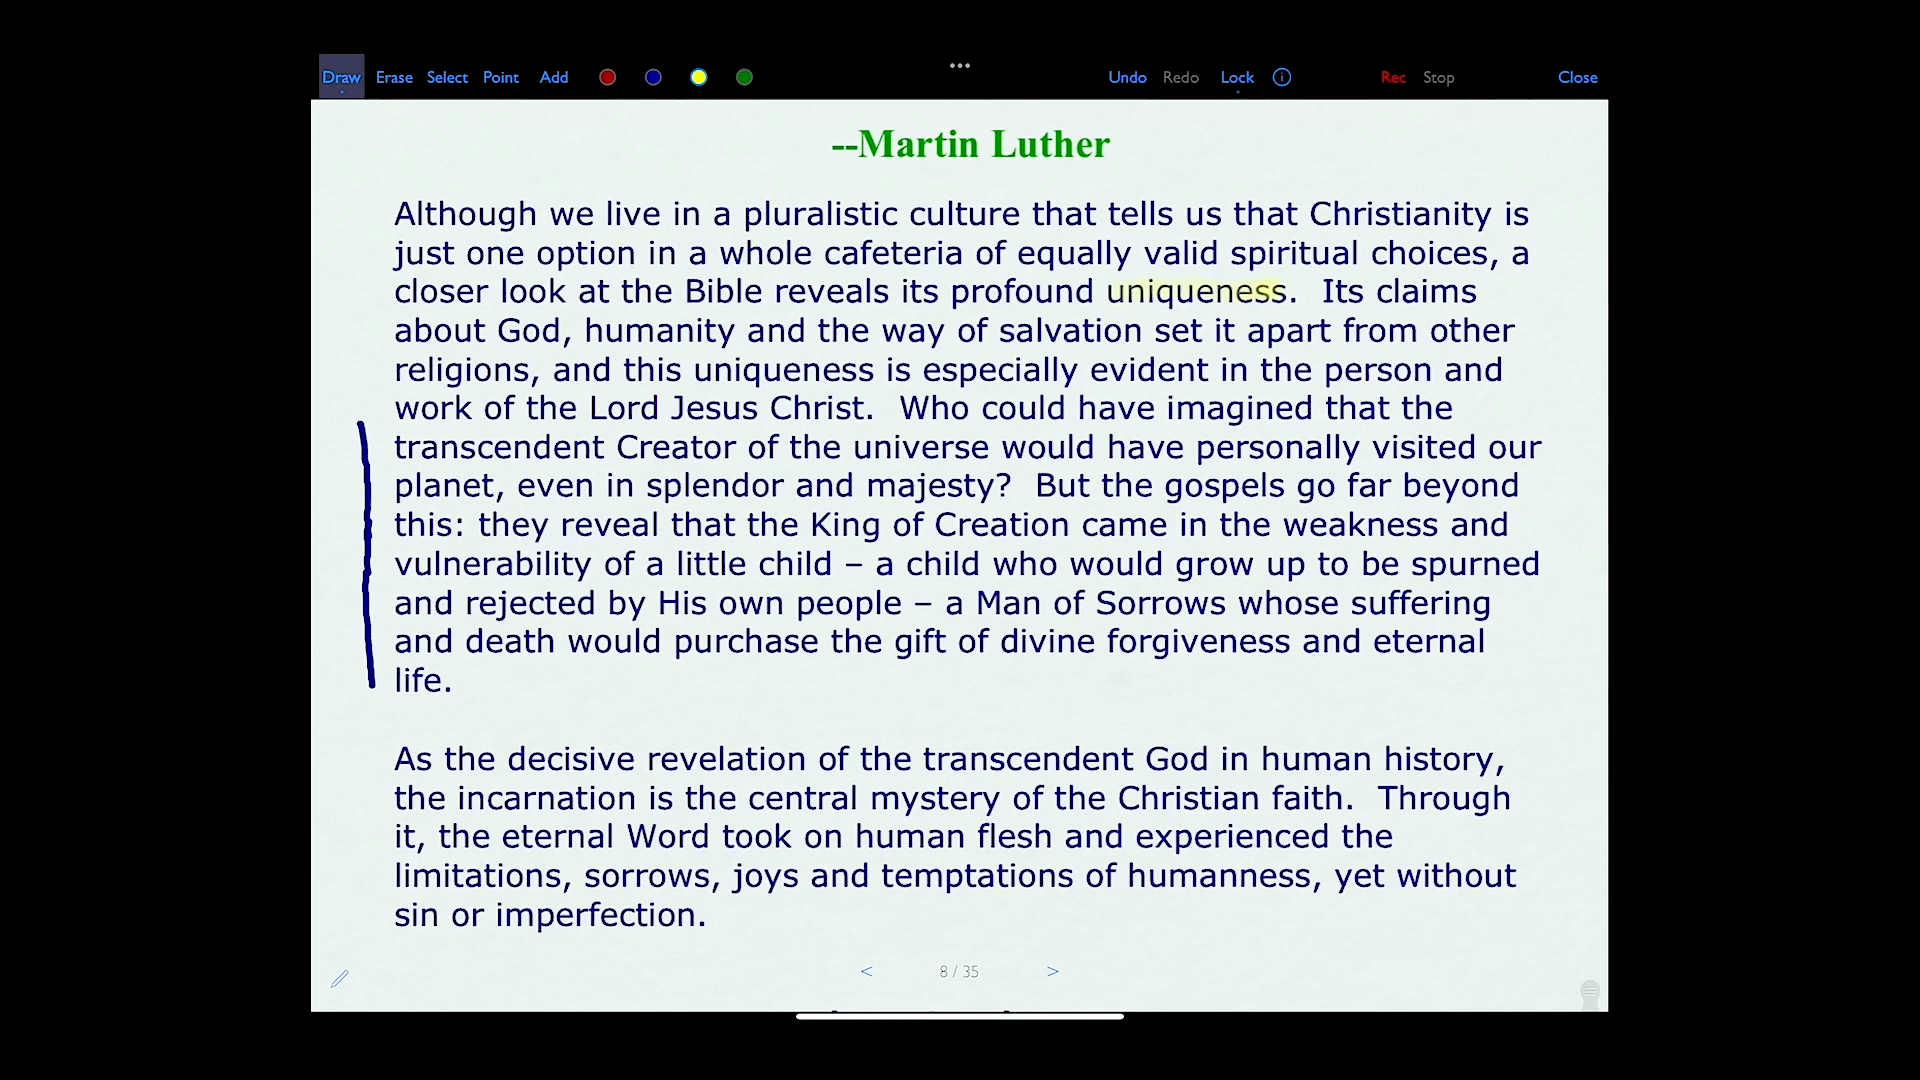 Draw Erase Select Point Add Undo Redo Lock Rec Stop Close
--Martin Luther
Although we live in a pluralistic culture that tells us that Christianity is
just one option in a whole cafeteria of equally valid spiritual choices, a
closer look at the Bible reveals its profound uniqueness.  Its claims
about God, humanity and the way of salvation set it apart from other
religions, and this uniqueness is especially evident in the person and
work of the Lord Jesus Christ.  Who could have imagined that the
transcendent Creator of the universe would have personally visited our
planet, even in splendor and majesty?  But the gospels go far beyond
this: they reveal that the King of Creation came in the weakness and
vulnerability of a little child – a child who would grow up to be spurned
and rejected by His own people – a Man of Sorrows whose suffering
and death would purchase the gift of divine forgiveness and eternal
life.
As the decisive revelation of the transcendent God in human history,
the incarnation is the central mystery of the Christian faith.  Through
it, the eternal Word took on human flesh and experienced the
limitations, sorrows, joys and temptations of humanness, yet without
sin or imperfection.
< 8 / 35 >